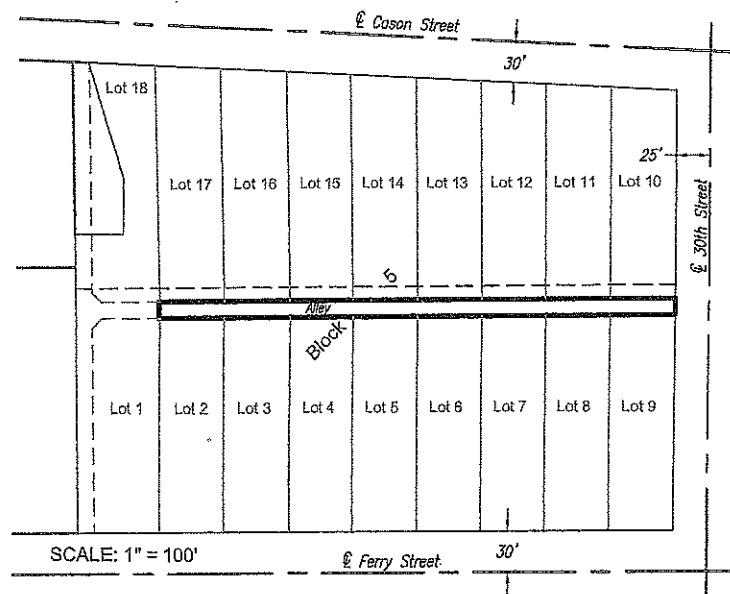 ℄ Cason Street
30'
Lot 18
25'
Lot 17 Lot 16 Lot 15 Lot 14 Lot 13 Lot 12 Lot 11 Lot 10
℄ 30th Street
5
Alley
Block
Lot 1 Lot 2 Lot 3 Lot 4 Lot 5 Lot 6 Lot 7 Lot 8 Lot 9
SCALE: 1" = 100'
℄ Ferry Street
30'